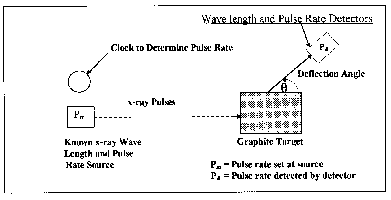 Wave length and Pulse Rate Detectors
Clock to Determine Pulse Rate
Pd
Deflection Angle
θ
x-ray Pulses
Pm
Known x-ray Wave
Length and Pulse
Rate Source
Graphite Target
Pm = Pulse rate set at source
Pd = Pulse rate detected by detector